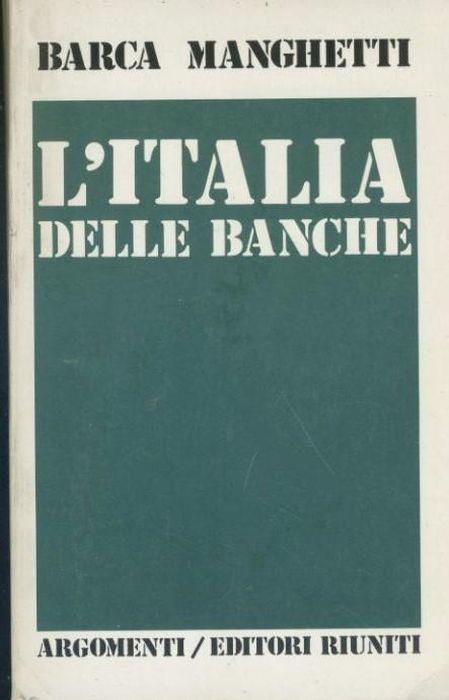 BARCA MANGHETTI
L'ITALIA
DELLE BANCHE
ARGOMENTI/EDITORI RIUNITI